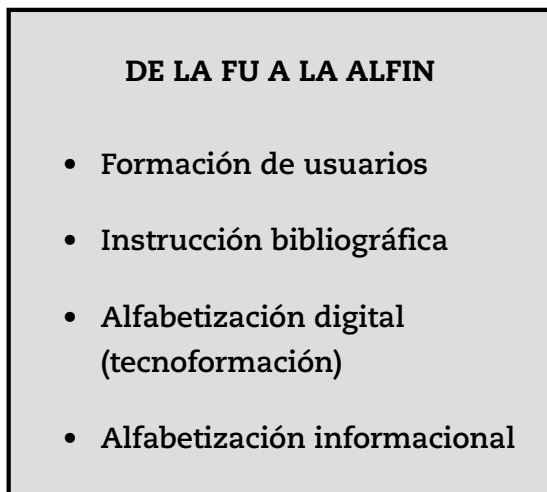 DE LA FU A LA ALFIN
• Formación de usuarios
• Instrucción bibliográfica
• Alfabetización digital
(tecnoformación)
• Alfabetización informacional